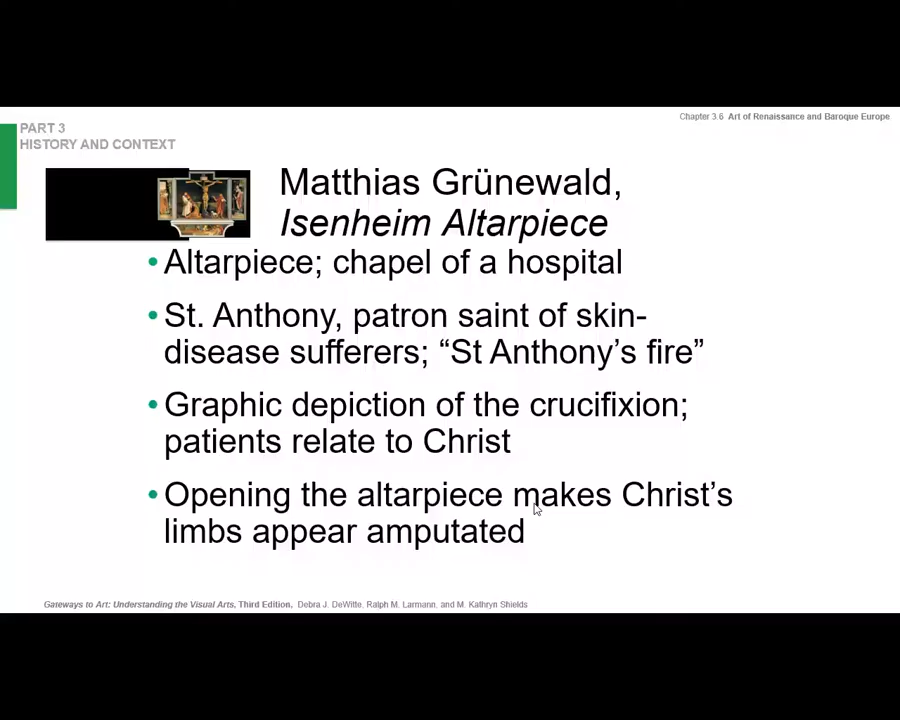 PART 3
HISTORY AND CONTEXT
Chapter 3.6 Art of Renaissance and Baroque Europe
Matthias Grünewald,
Isenheim Altarpiece
• Altarpiece; chapel of a hospital
• St. Anthony, patron saint of skin-
disease sufferers; “St Anthony’s fire”
• Graphic depiction of the crucifixion;
patients relate to Christ
• Opening the altarpiece makes Christ’s
limbs appear amputated
Gateways to Art: Understanding the Visual Arts, Third Edition, Debra J. DeWitte, Ralph M. Larmann, and M. Kathryn Shields